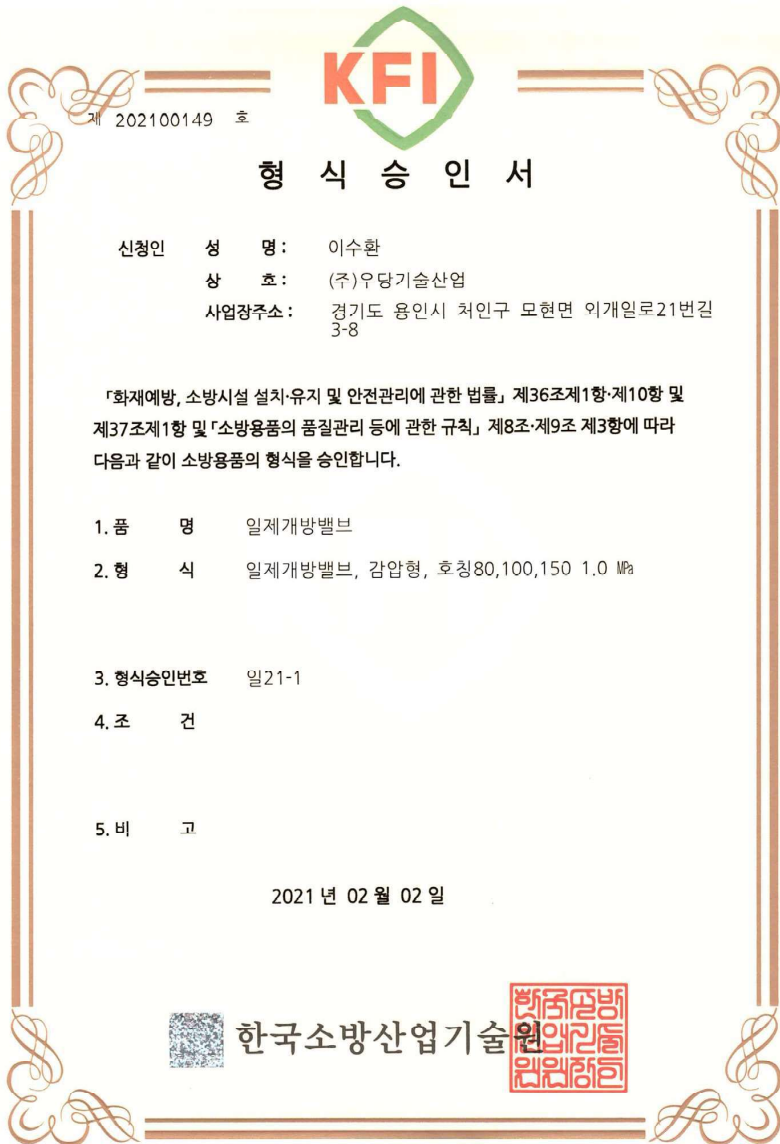 KFI
제 202100149 호
형 식 승 인 서
신청인 성 명 : 이수환
상 호 : (주)우당기술산업
사업장주소 : 경기도 용인시 처인구 모현면 외개일로21번길
3-8
「화재예방, 소방시설 설치·유지 및 안전관리에 관한 법률」 제36조제1항·제10항 및
제37조제1항 및 「소방용품의 품질관리 등에 관한 규칙」 제8조·제9조 제3항에 따라
다음과 같이 소방용품의 형식을 승인합니다.
1. 품 명 일제개방밸브
2. 형 식 일제개방밸브, 감압형, 호칭80,100,150 1.0 ㎫
3. 형식승인번호 일21-1
4. 조 건
5. 비 고
2021 년 02 월 02 일
한국소방산업기술원